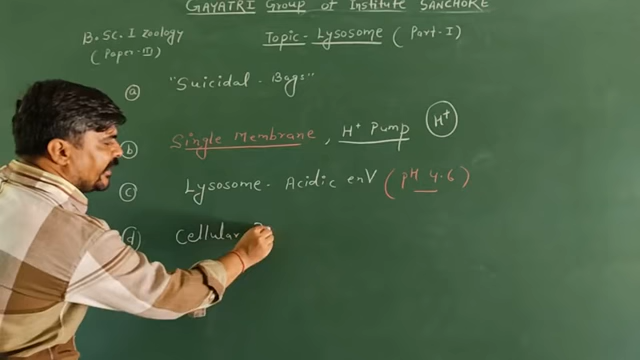 GAYATRI Group of Institute SANCHORE
B.Sc. I Zoology
(Paper-III)
Topic - Lysosome (Part-I)
(a) "Suicidal - Bags"
(b) Single Membrane, H+ Pump (H+)
(c) Lysosome - Acidic env (pH 4-6)
(d) Cellular